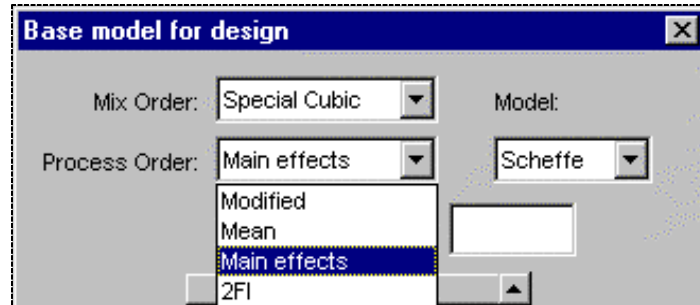 Base model for design
Mix Order: Special Cubic Model:
Process Order: Main effects Scheffe
Modified
Mean
Main effects
2FI